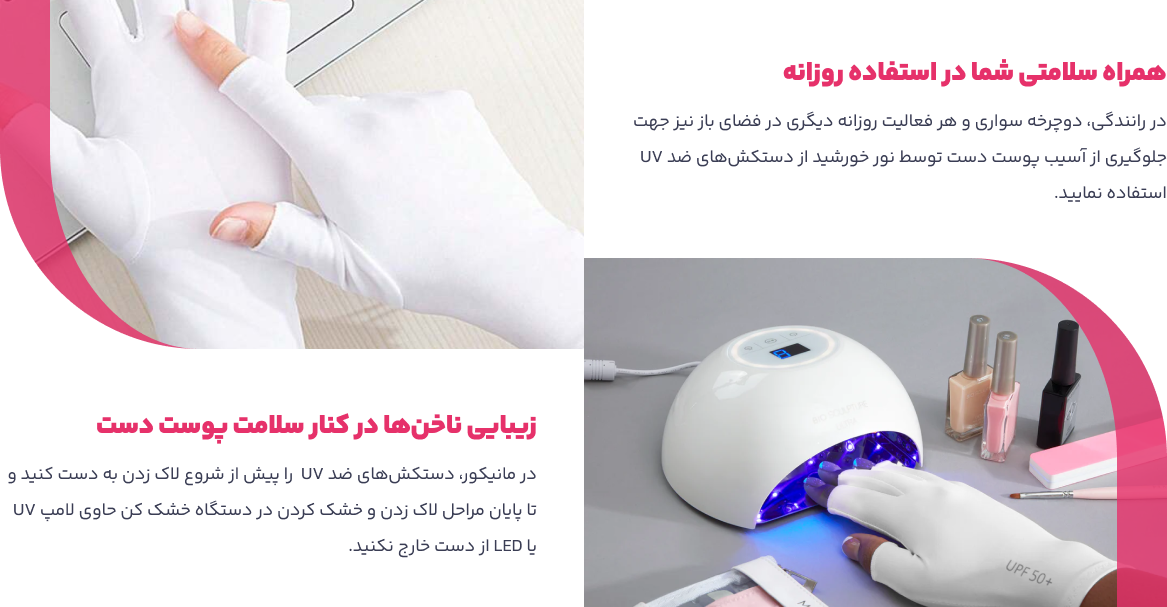 همراه سلامتی شما در استفاده روزانه
در رانندگی، دوچرخه سواری و هر فعالیت روزانه دیگری در فضای باز نیز جهت
جلوگیری از آسیب پوست دست توسط نور خورشید از دستکش‌های ضد UV
استفاده نمایید.
زیبایی ناخن‌ها در کنار سلامت پوست دست
در مانیکور، دستکش‌های ضد UV را پیش از شروع لاک زدن به دست کنید و
تا پایان مراحل لاک زدن و خشک کردن در دستگاه خشک کن حاوی لامپ UV
یا LED از دست خارج نکنید.
UPF 50+